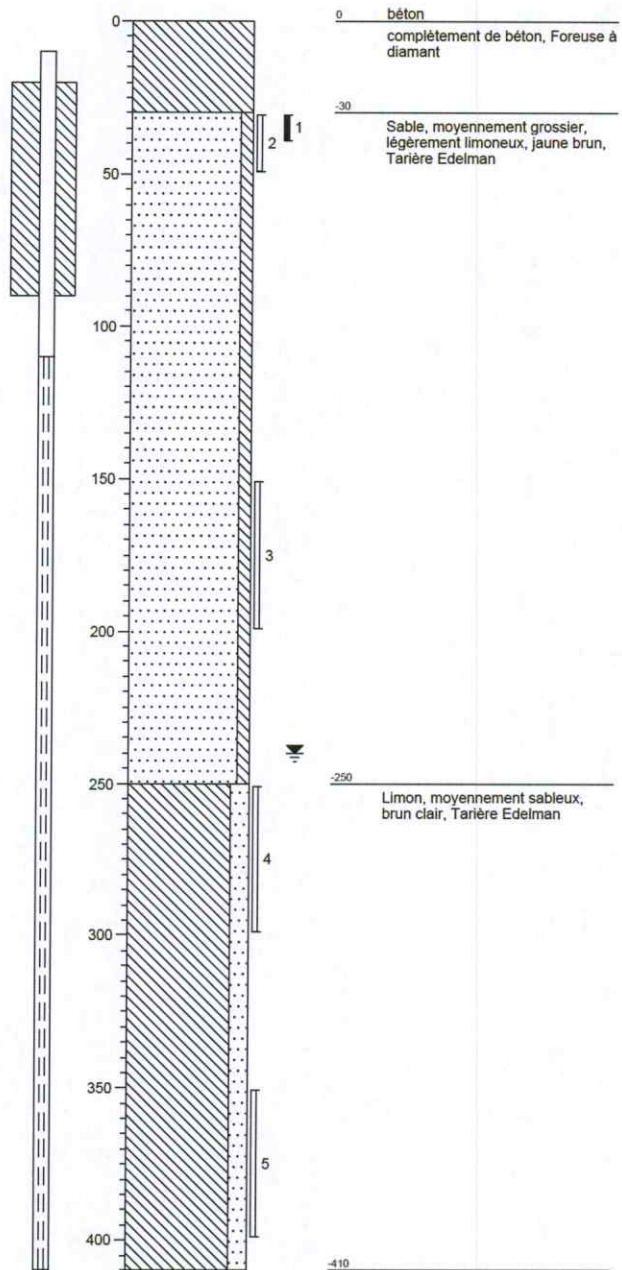 0
béton
complètement de béton, Foreuse à
diamant
-30
Sable, moyennement grossier,
légèrement limoneux, jaune brun,
Tarière Edelman
-250
Limon, moyennement sableux,
brun clair, Tarière Edelman
-410
0
50
100
150
200
250
300
350
400
1
2
3
4
5